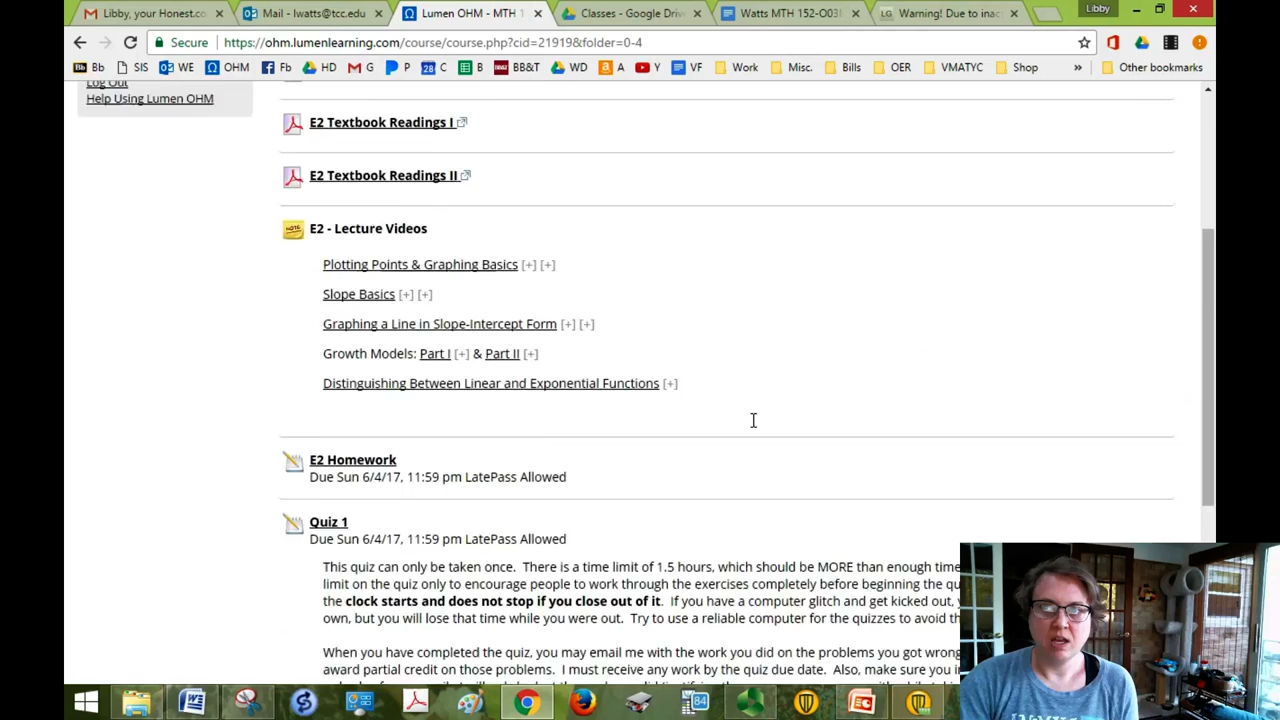 Libby, your Honest.co
Mail - lwatts@tcc.edu
Lumen OHM - MTH 1
Classes - Google Driv
Watts MTH 152-O03
Warning! Due to inac
Libby
Secure https://ohm.lumenlearning.com/course/course.php?cid=21919&folder=0-4
Bb SIS WE OHM Fb HD G P C B BB&T WD A Y VF Work Misc. Bills OER VMATYC Shop » Other bookmarks
Log Out
Help Using Lumen OHM
E2 Textbook Readings I
E2 Textbook Readings II
E2 - Lecture Videos
Plotting Points & Graphing Basics [+] [+]
Slope Basics [+] [+]
Graphing a Line in Slope-Intercept Form [+] [+]
Growth Models: Part I [+] & Part II [+]
Distinguishing Between Linear and Exponential Functions [+]
E2 Homework
Due Sun 6/4/17, 11:59 pm LatePass Allowed
Quiz 1
Due Sun 6/4/17, 11:59 pm LatePass Allowed
This quiz can only be taken once. There is a time limit of 1.5 hours, which should be MORE than enough time
limit on the quiz only to encourage people to work through the exercises completely before beginning the qu
the clock starts and does not stop if you close out of it. If you have a computer glitch and get kicked out,
own, but you will lose that time while you were out. Try to use a reliable computer for the quizzes to avoid th
When you have completed the quiz, you may email me with the work you did on the problems you got wrong
award partial credit on those problems. I must receive any work by the quiz due date. Also, make sure you i